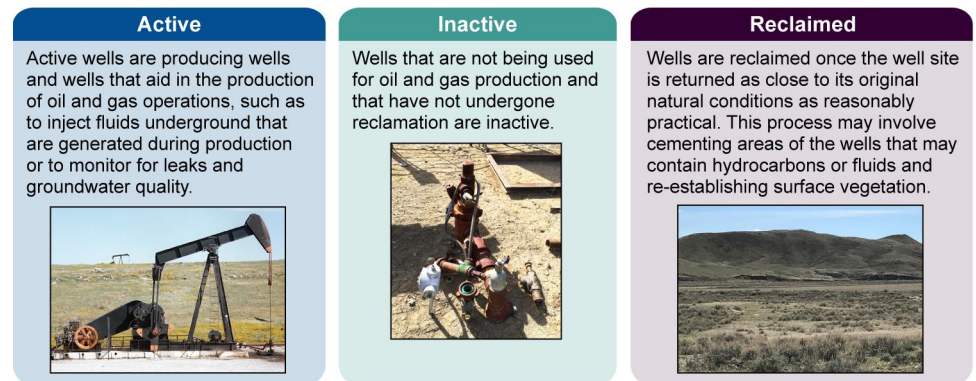 Active
Active wells are producing wells
and wells that aid in the production
of oil and gas operations, such as
to inject fluids underground that
are generated during production
or to monitor for leaks and
groundwater quality.
Inactive
Wells that are not being used
for oil and gas production and
that have not undergone
reclamation are inactive.
Reclaimed
Wells are reclaimed once the well site
is returned as close to its original
natural conditions as reasonably
practical. This process may involve
cementing areas of the wells that may
contain hydrocarbons or fluids and
re-establishing surface vegetation.